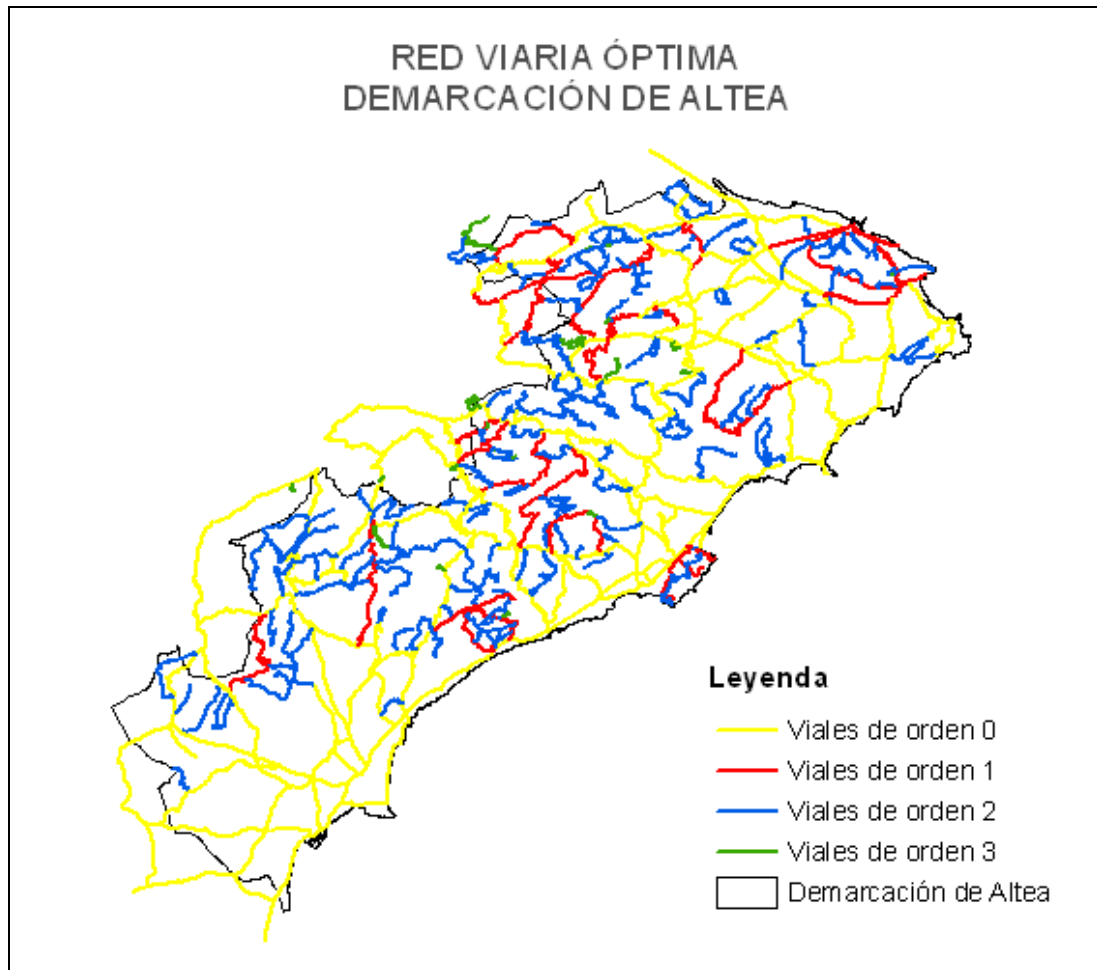 RED VIARIA ÓPTIMA
DEMARCACIÓN DE ALTEA
Leyenda
Viales de orden 0
Viales de orden 1
Viales de orden 2
Viales de orden 3
Demarcación de Altea